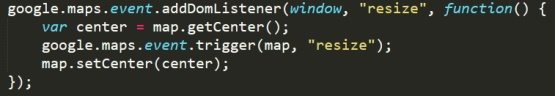 google.maps.event.addDomListener(window, "resize", function() {
    var center = map.getCenter();
    google.maps.event.trigger(map, "resize");
    map.setCenter(center);
});